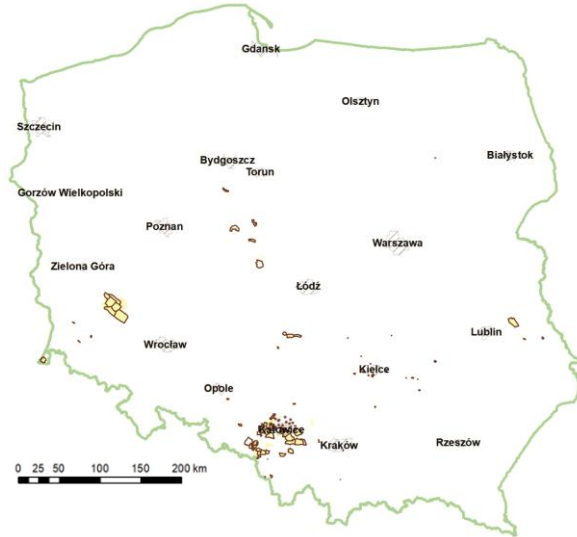 Gdansk
Olsztyn
Szczecin
Bydgoszcz
Torun
Białystok
Gorzów Wielkopolski
Poznan
Warszawa
Zielona Góra
Łódź
Wrocław
Lublin
Kielce
Opole
Katowice
Kraków
Rzeszów
0 25 50 100 150 200 km